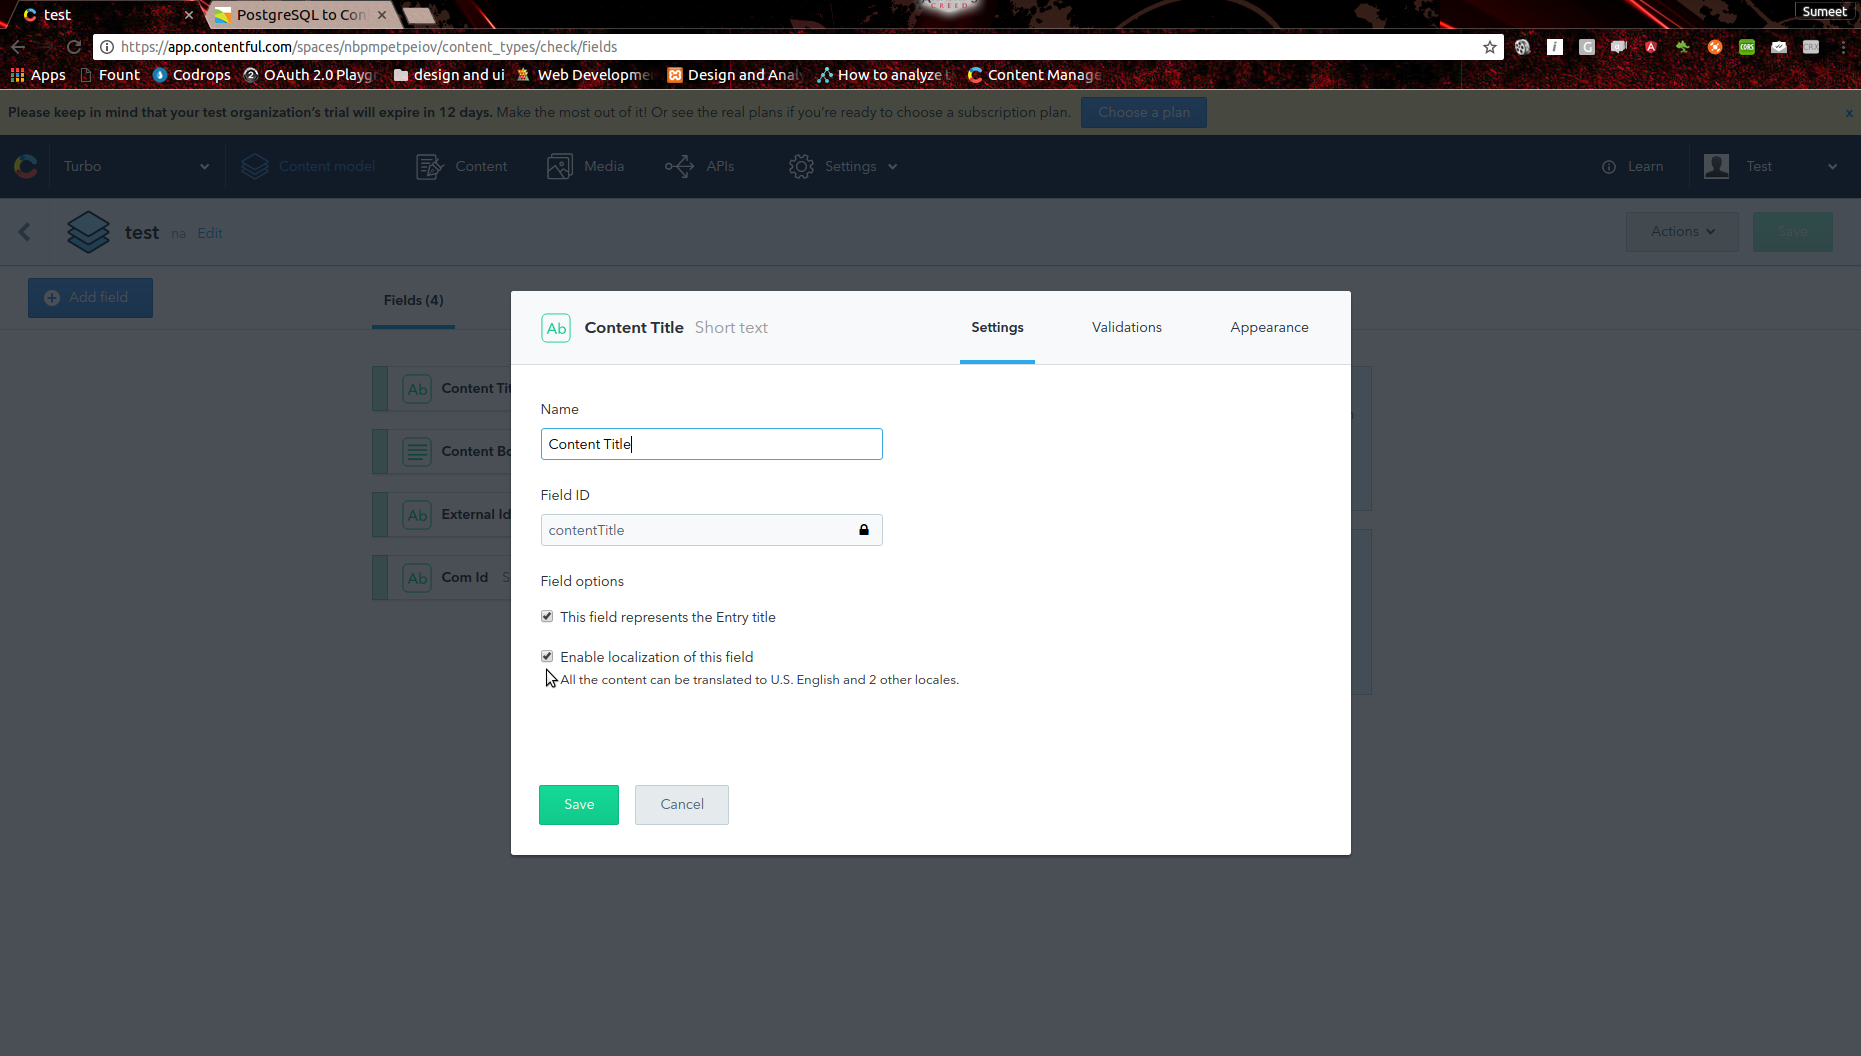 test
PostgreSQL to Con
CREED
Sumeet
https://app.contentful.com/spaces/nbpmpetpeiov/content_types/check/fields
Apps Fount Codrops OAuth 2.0 Playg design and ui Web Developme Design and Anal How to analyze Content Manage
Please keep in mind that your test organization's trial will expire in 12 days. Make the most out of it! Or see the real plans if you're ready to choose a subscription plan. Choose a plan x
Turbo Content model Content Media APIs Settings Learn Test
test na Edit Actions Save
Add field Fields (4)
Ab Content Title Short text Settings Validations Appearance
Ab Content Tit
Name
Content Title
Content Bo
Field ID
Ab External Id
contentTitle
Ab Com Id S
Field options
This field represents the Entry title
Enable localization of this field
All the content can be translated to U.S. English and 2 other locales.
Save Cancel